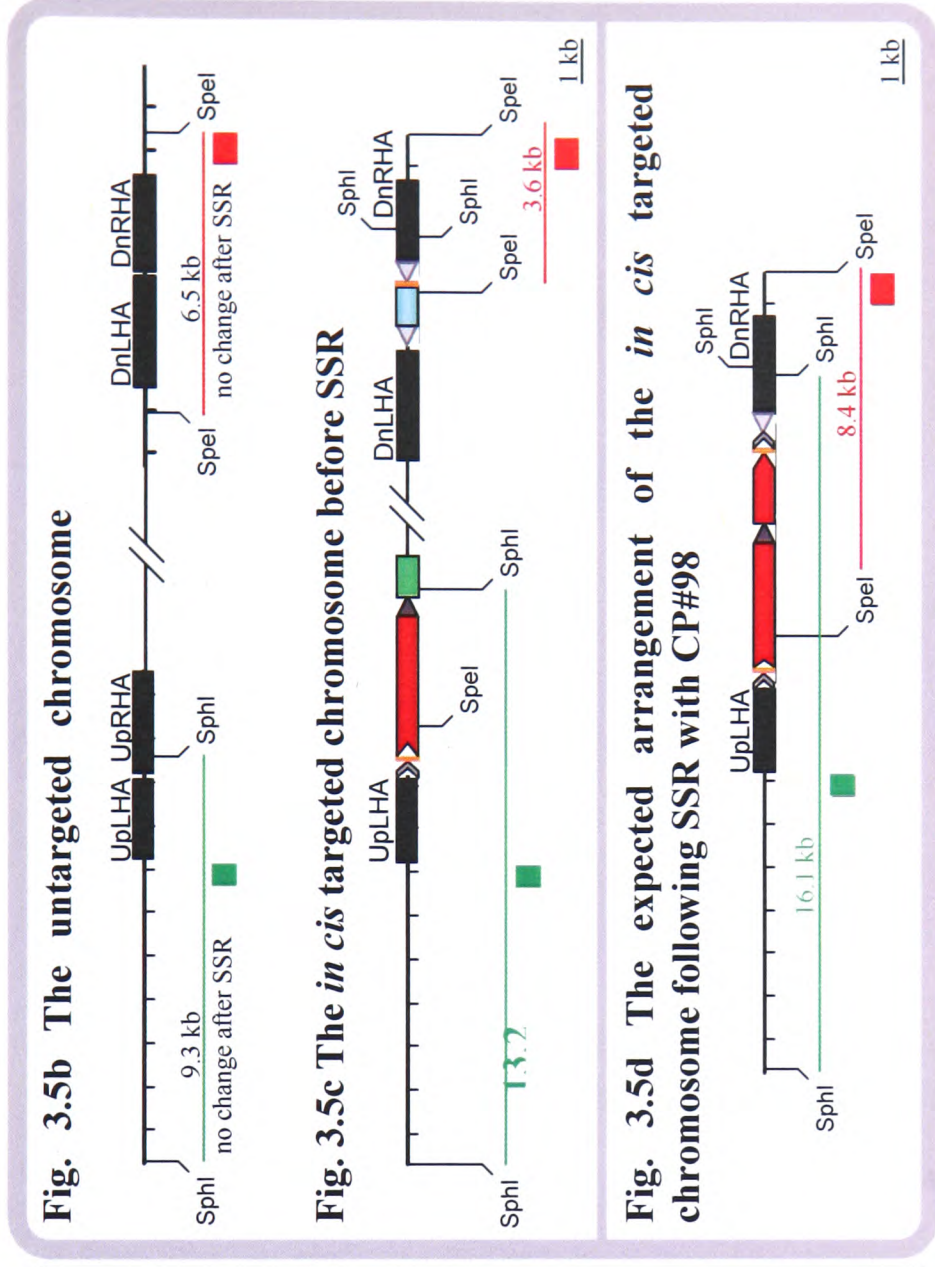 Fig. 3.5b The untargeted chromosome
UpLHA UpRHA DnLHA DnRHA
9.3 kb
6.5 kb
SphI
no change after SSR
SphI
SpeI
no change after SSR
SpeI
Fig. 3.5c The in cis targeted chromosome before SSR
SphI
UpLHA
DnLHA
DnRHA
SpeI
SphI
SpeI
SpeI
13.2
3.6 kb
SphI
SphI
1 kb
Fig. 3.5d The expected arrangement of the in cis targeted
chromosome following SSR with CP#98
SphI
UpLHA
DnRHA
16.1 kb
SphI
SphI
SpeI
8.4 kb
SpeI
1 kb